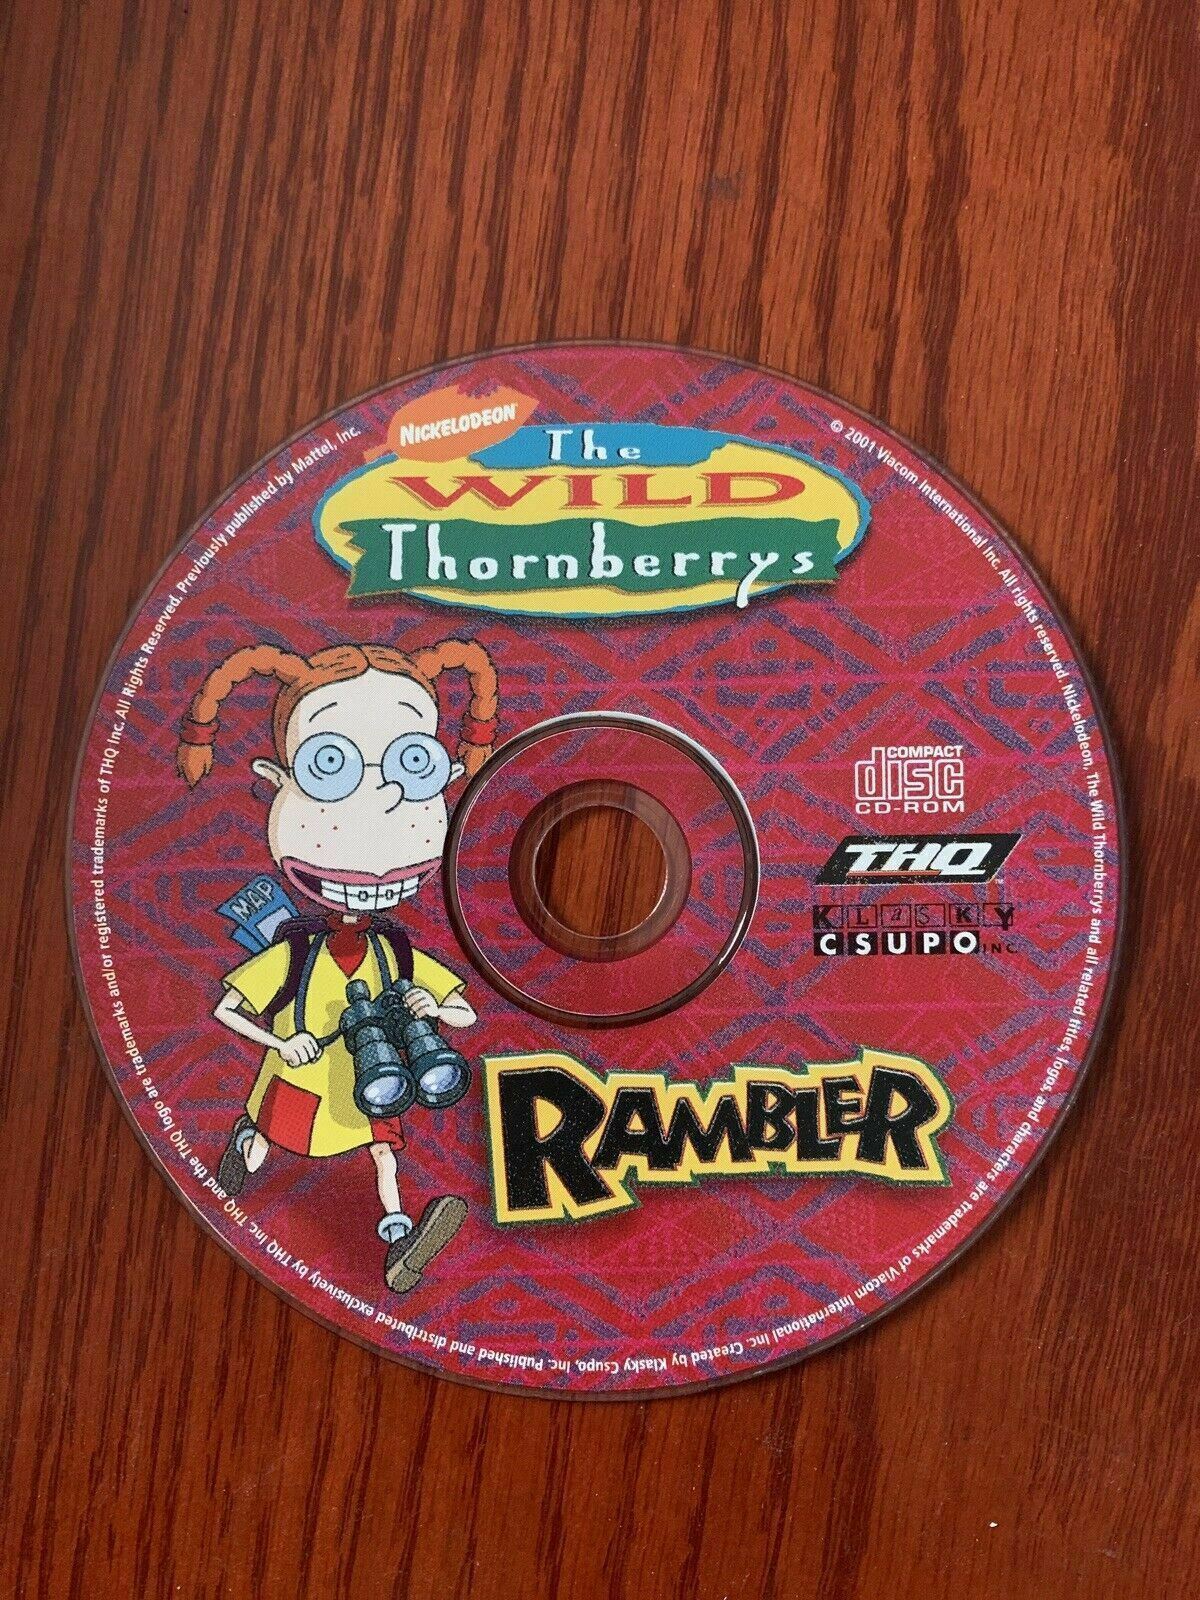 NICKELODEON
The
WILD
Thornberrys
MAP
COMPACT
disc
CD-ROM
THQ™
KLASKY
CSUPO INC.
RAMBLER
© 2001 Viacom International Inc. All rights reserved. Nickelodeon, The Wild Thornberrys and all related titles, logos, and characters are trademarks of Viacom International Inc. Created by Klasky Csupo, Inc. Published and distributed exclusively by THQ Inc. THQ and the THQ logo are trademarks and/or registered trademarks of THQ Inc. All Rights Reserved. Previously published by Mattel, Inc.